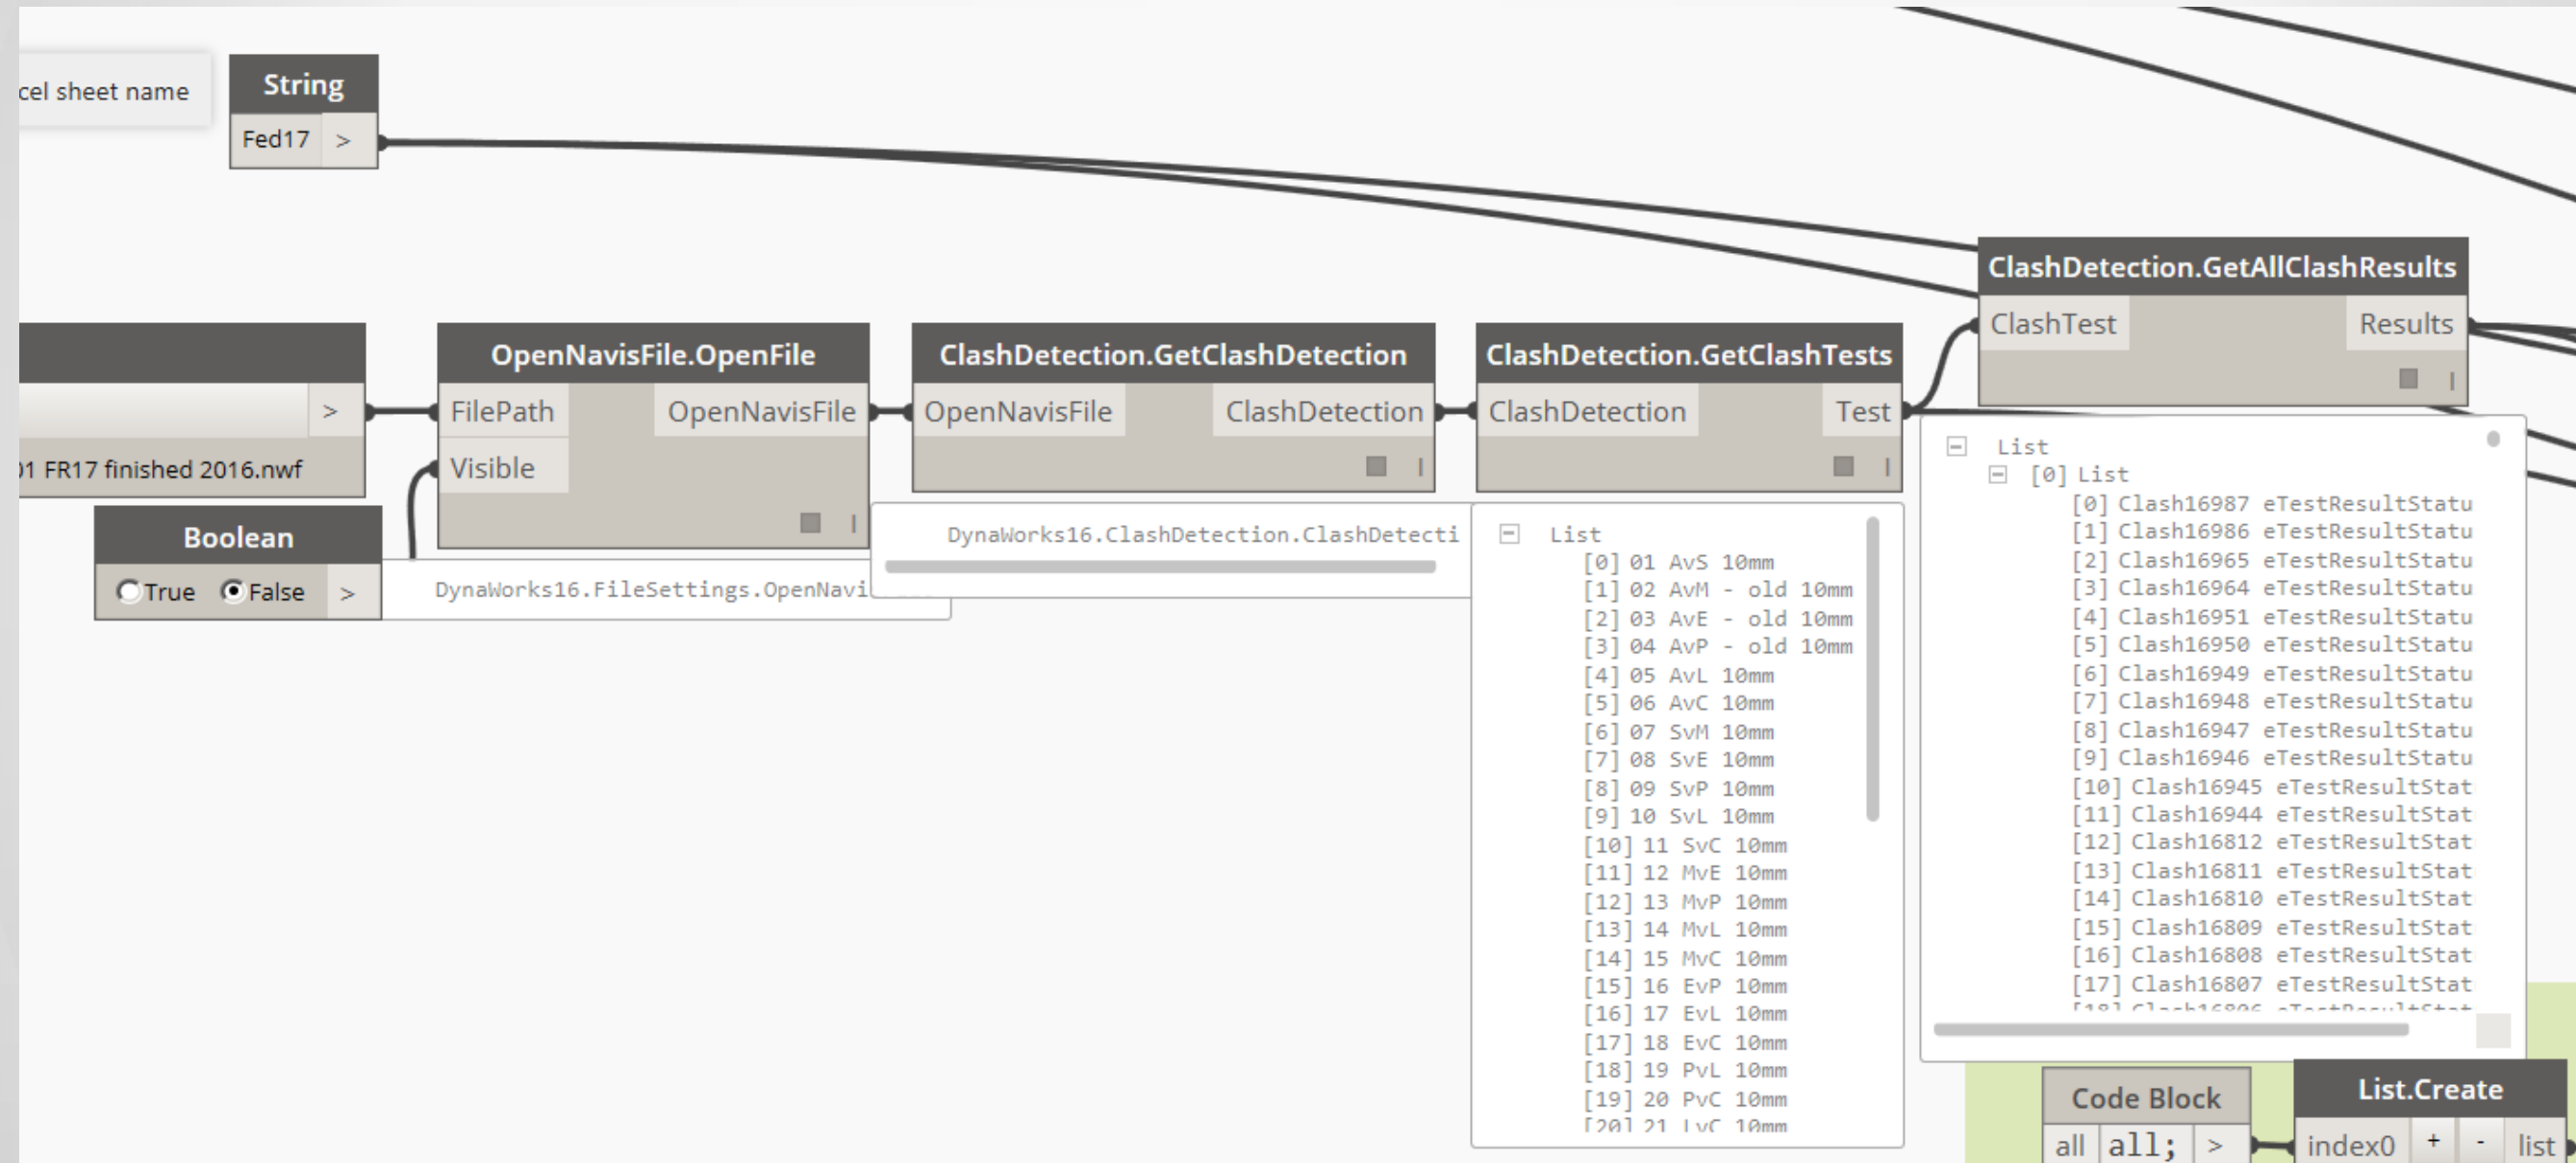 cel sheet name
String
Fed17 >
ClashDetection.GetAllClashResults
ClashTest Results
>
01 FR17 finished 2016.nwf
OpenNavisFile.OpenFile
FilePath OpenNavisFile
Visible
ClashDetection.GetClashDetection
OpenNavisFile ClashDetection
ClashDetection.GetClashTests
ClashDetection Test
Boolean
True False >
DynaWorks16.FileSettings.OpenNavi
DynaWorks16.ClashDetection.ClashDetecti
List
[0] 01 AvS 10mm
[1] 02 AvM - old 10mm
[2] 03 AvE - old 10mm
[3] 04 AvP - old 10mm
[4] 05 AvL 10mm
[5] 06 AvC 10mm
[6] 07 SvM 10mm
[7] 08 SvE 10mm
[8] 09 SvP 10mm
[9] 10 SvL 10mm
[10] 11 SvC 10mm
[11] 12 MvE 10mm
[12] 13 MvP 10mm
[13] 14 MvL 10mm
[14] 15 MvC 10mm
[15] 16 EvP 10mm
[16] 17 EvL 10mm
[17] 18 EvC 10mm
[18] 19 PvL 10mm
[19] 20 PvC 10mm
[20] 21 LvC 10mm
List
[0] List
[0] Clash16987 eTestResultStatu
[1] Clash16986 eTestResultStatu
[2] Clash16965 eTestResultStatu
[3] Clash16964 eTestResultStatu
[4] Clash16951 eTestResultStatu
[5] Clash16950 eTestResultStatu
[6] Clash16949 eTestResultStatu
[7] Clash16948 eTestResultStatu
[8] Clash16947 eTestResultStatu
[9] Clash16946 eTestResultStatu
[10] Clash16945 eTestResultStat
[11] Clash16944 eTestResultStat
[12] Clash16812 eTestResultStat
[13] Clash16811 eTestResultStat
[14] Clash16810 eTestResultStat
[15] Clash16809 eTestResultStat
[16] Clash16808 eTestResultStat
[17] Clash16807 eTestResultStat
[18] Clash16806 eTestResultStat
Code Block
all all; >
List.Create
index0 + - list